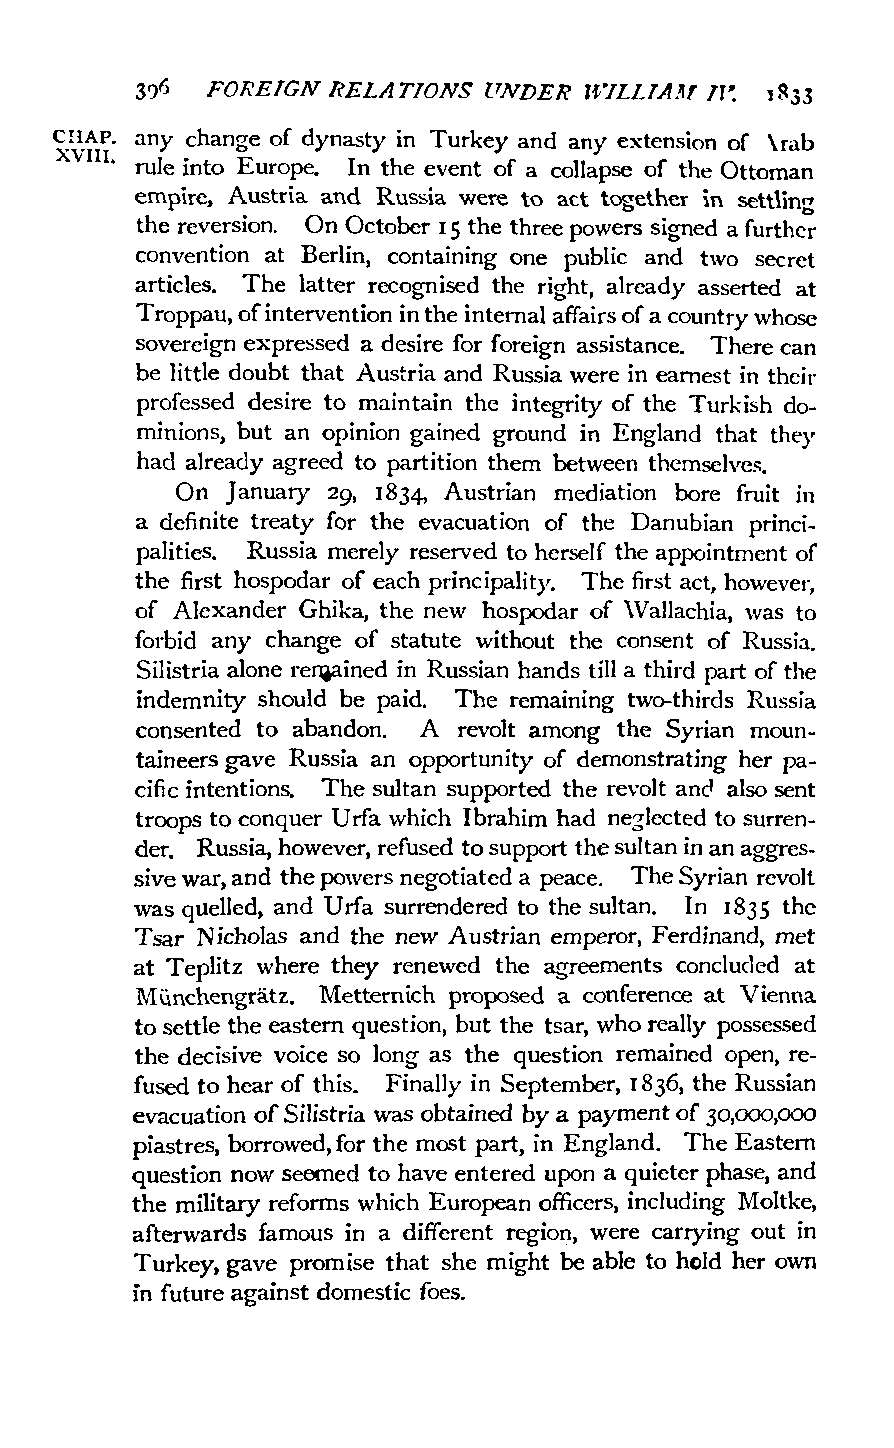 396 FOREIGN RELATIONS UNDER WILLIAM IV. 1833
CHAP. XVIII.
any change of dynasty in Turkey and any extension of Arab
rule into Europe. In the event of a collapse of the Ottoman
empire, Austria and Russia were to act together in settling
the reversion. On October 15 the three powers signed a further
convention at Berlin, containing one public and two secret
articles. The latter recognised the right, already asserted at
Troppau, of intervention in the internal affairs of a country whose
sovereign expressed a desire for foreign assistance. There can
be little doubt that Austria and Russia were in earnest in their
professed desire to maintain the integrity of the Turkish do-
minions, but an opinion gained ground in England that they
had already agreed to partition them between themselves.
On January 29, 1834, Austrian mediation bore fruit in
a definite treaty for the evacuation of the Danubian princi-
palities. Russia merely reserved to herself the appointment of
the first hospodar of each principality. The first act, however,
of Alexander Ghika, the new hospodar of Wallachia, was to
forbid any change of statute without the consent of Russia.
Silistria alone remained in Russian hands till a third part of the
indemnity should be paid. The remaining two-thirds Russia
consented to abandon. A revolt among the Syrian moun-
taineers gave Russia an opportunity of demonstrating her pa-
cific intentions. The sultan supported the revolt and also sent
troops to conquer Urfa which Ibrahim had neglected to surren-
der. Russia, however, refused to support the sultan in an aggres-
sive war, and the powers negotiated a peace. The Syrian revolt
was quelled, and Urfa surrendered to the sultan. In 1835 the
Tsar Nicholas and the new Austrian emperor, Ferdinand, met
at Teplitz where they renewed the agreements concluded at
Münchengrätz. Metternich proposed a conference at Vienna
to settle the eastern question, but the tsar, who really possessed
the decisive voice so long as the question remained open, re-
fused to hear of this. Finally in September, 1836, the Russian
evacuation of Silistria was obtained by a payment of 30,000,000
piastres, borrowed, for the most part, in England. The Eastern
question now seemed to have entered upon a quieter phase, and
the military reforms which European officers, including Moltke,
afterwards famous in a different region, were carrying out in
Turkey, gave promise that she might be able to hold her own
in future against domestic foes.